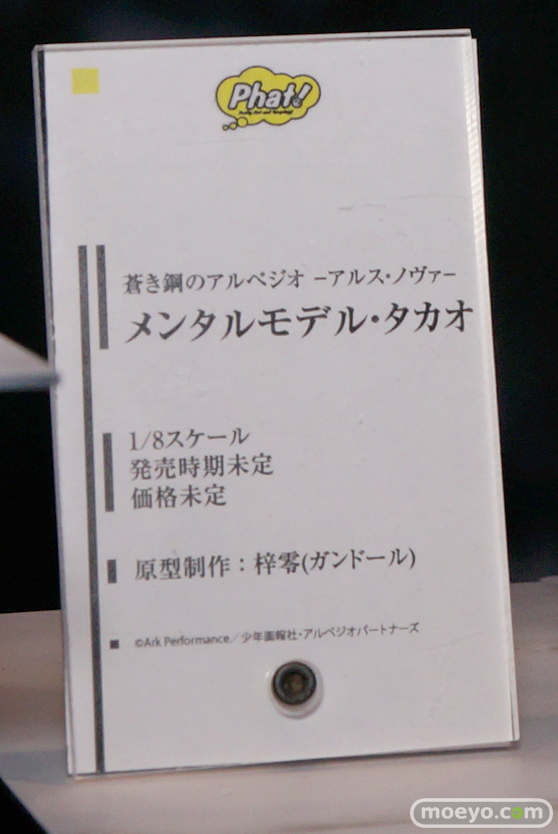 Phat!
蒼き鋼のアルペジオ －アルス・ノヴァ－
メンタルモデル・タカオ
1/8スケール
発売時期未定
価格未定
原型制作：梓零(ガンドール)
©Ark Performance／少年画報社・アルペジオパートナーズ
moeyo.com